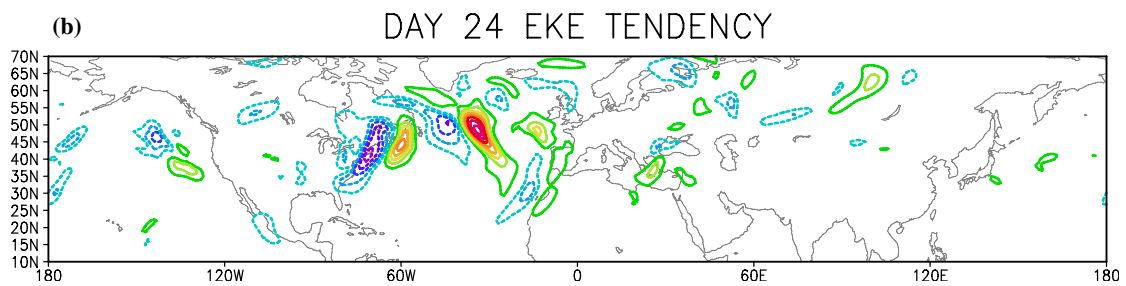 (b) DAY 24 EKE TENDENCY
70N
65N
60N
55N
50N
45N
40N
35N
30N
25N
20N
15N
10N
180 120W 60W 0 60E 120E 180